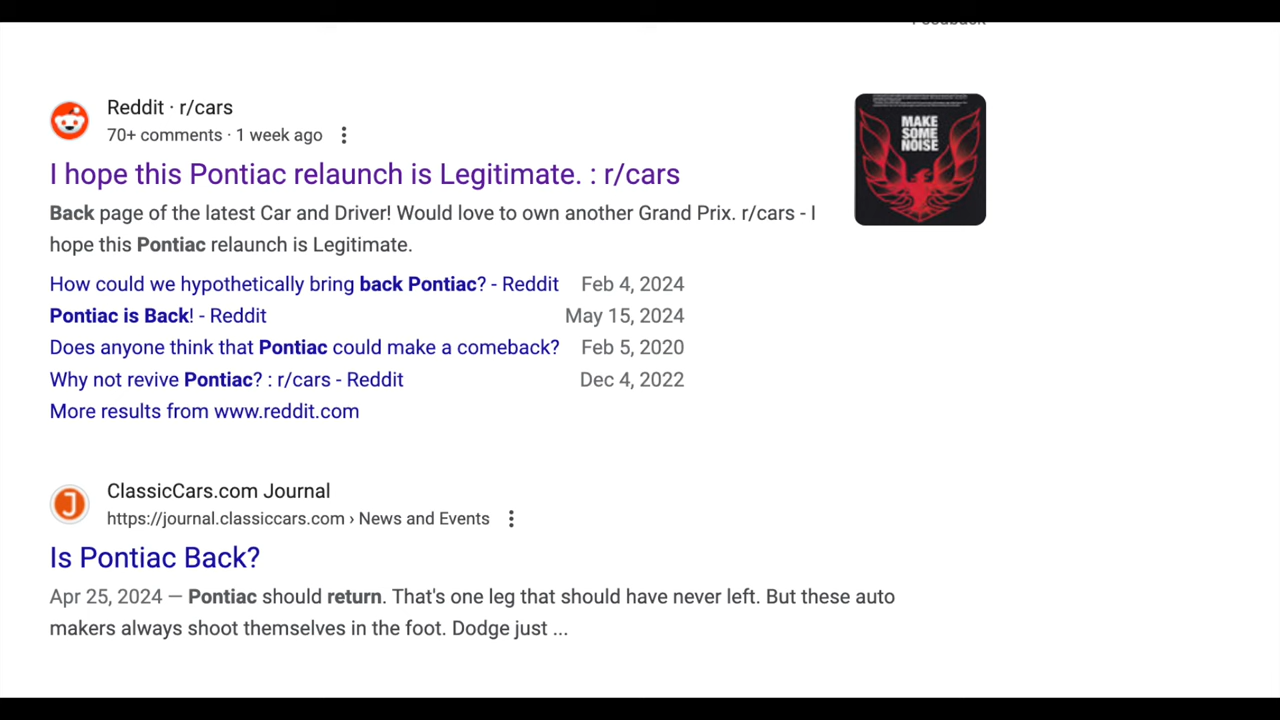 Feedback
Reddit · r/cars
70+ comments · 1 week ago
I hope this Pontiac relaunch is Legitimate. : r/cars
Back page of the latest Car and Driver! Would love to own another Grand Prix. r/cars - I
hope this Pontiac relaunch is Legitimate.
MAKE
SOME
NOISE
How could we hypothetically bring back Pontiac? - Reddit Feb 4, 2024
Pontiac is Back! - Reddit May 15, 2024
Does anyone think that Pontiac could make a comeback? Feb 5, 2020
Why not revive Pontiac? : r/cars - Reddit Dec 4, 2022
More results from www.reddit.com
J
ClassicCars.com Journal
https://journal.classiccars.com › News and Events
Is Pontiac Back?
Apr 25, 2024 — Pontiac should return. That's one leg that should have never left. But these auto
makers always shoot themselves in the foot. Dodge just ...